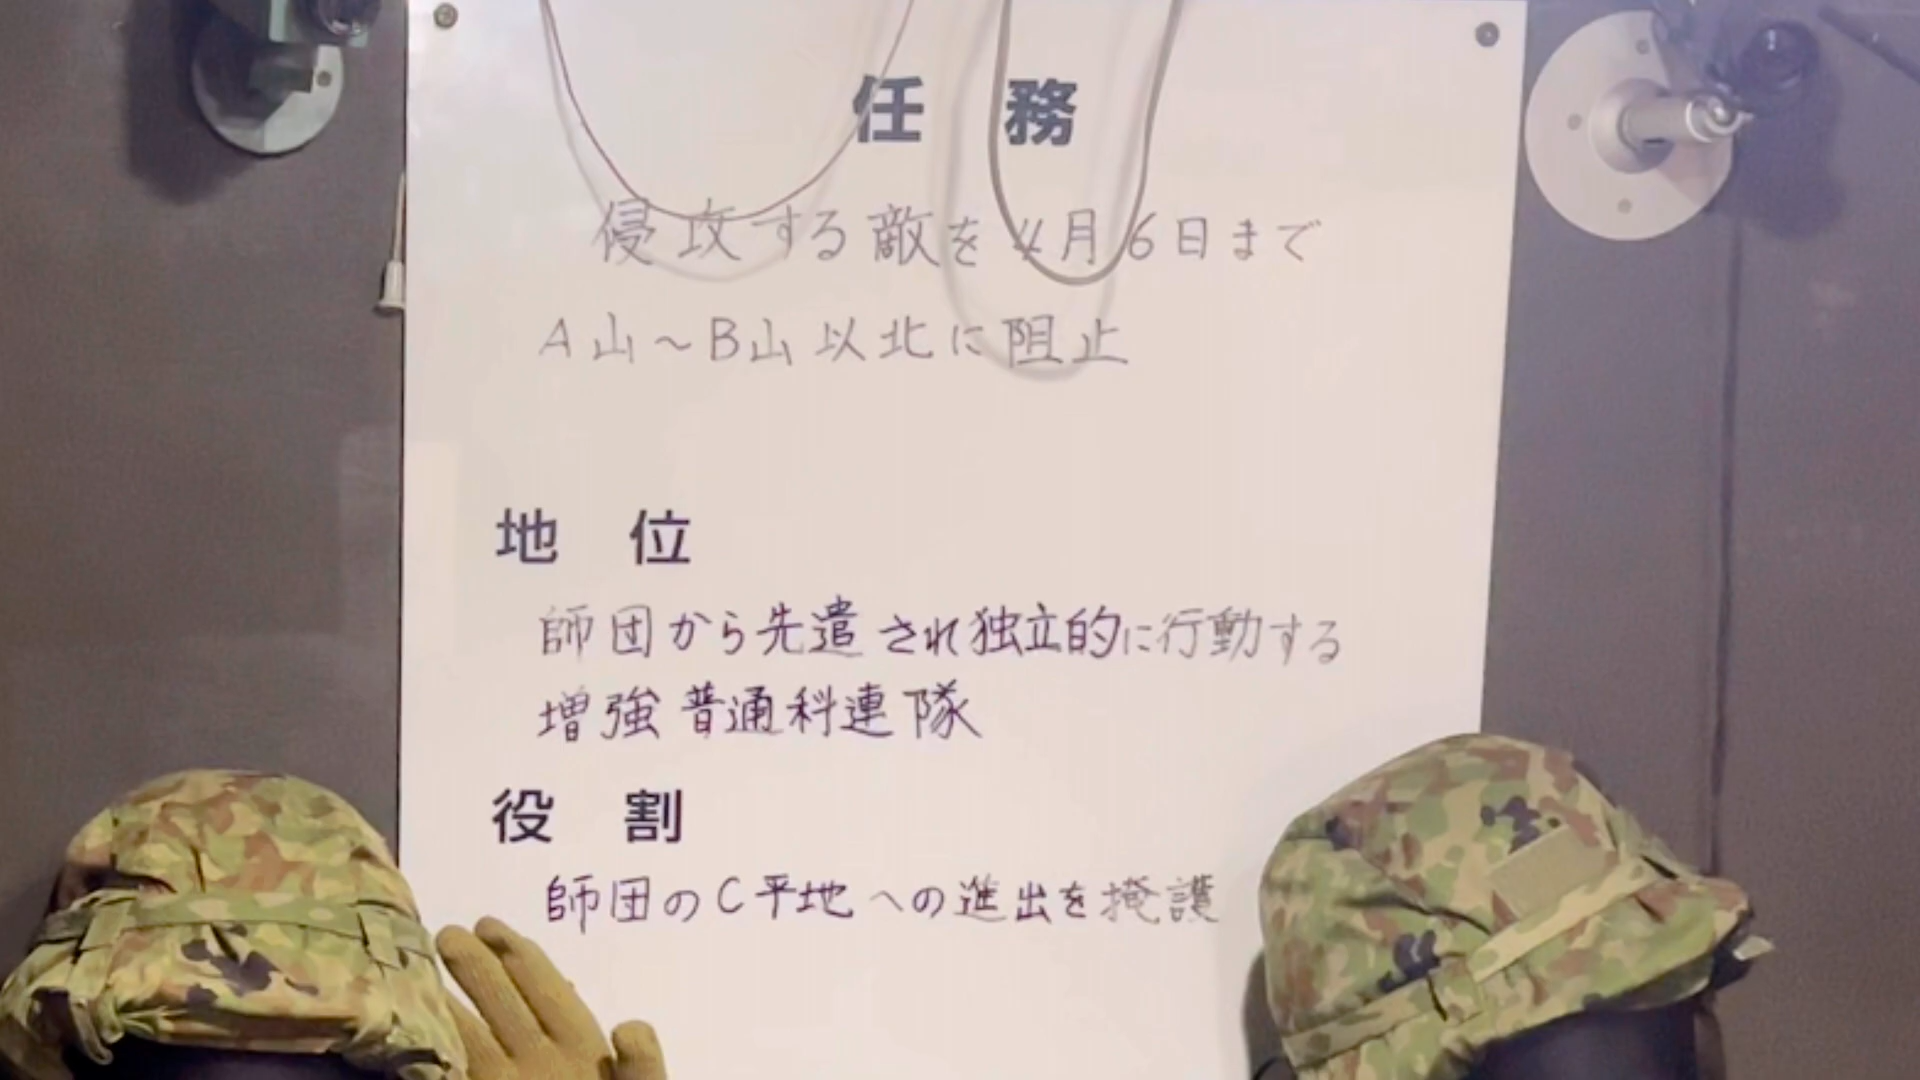 任務
侵攻する敵を4月6日まで
A山～B山以北に阻止
地位
師団から先遣され独立的に行動する
増強普通科連隊
役割
師団のC平地への進出を掩護